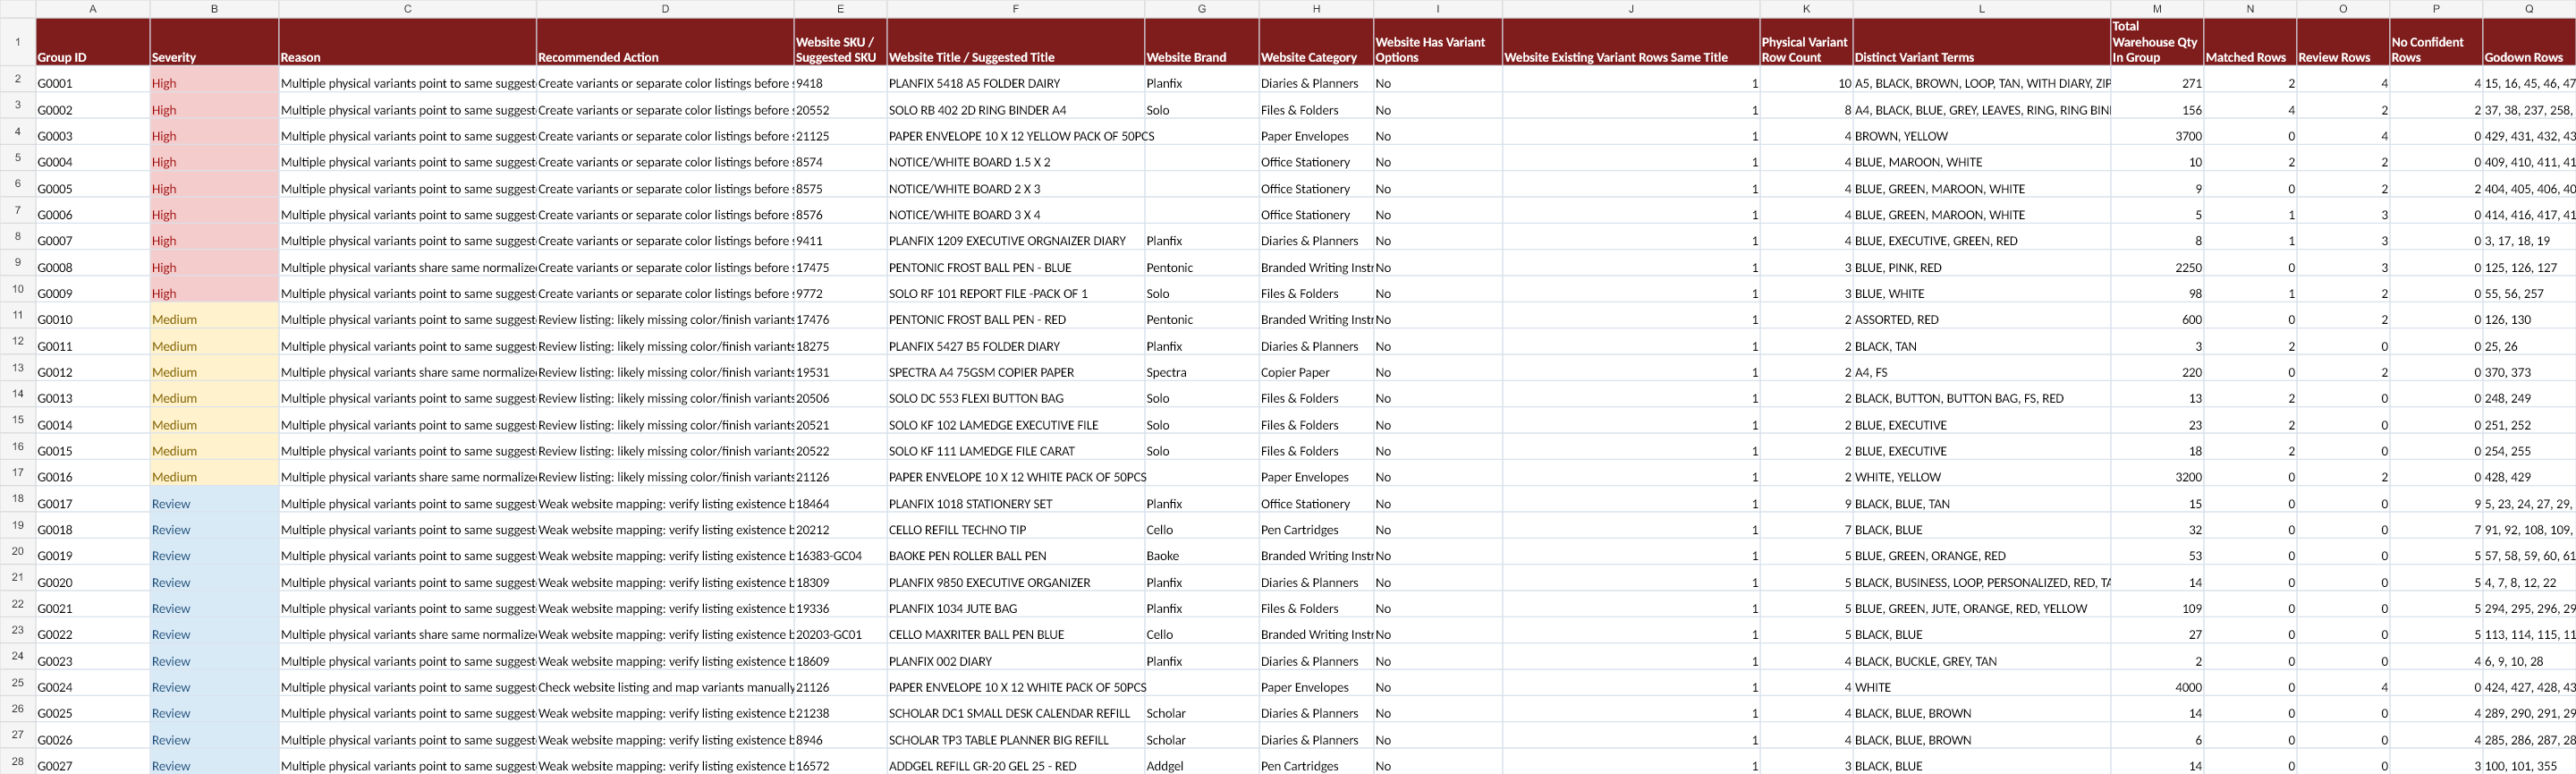 A B C D E F G H I J K L M N O P Q
1 Group ID Severity Reason Recommended Action Website SKU / Suggested SKU Website Title / Suggested Title Website Brand Website Category Website Has Variant Options Website Existing Variant Rows Same Title Physical Variant Row Count Distinct Variant Terms Total Warehouse Qty In Group Matched Rows Review Rows No Confident Rows Godown Rows
2 G0001 High Multiple physical variants point to same suggest Create variants or separate color listings before s 9418 PLANFIX 5418 A5 FOLDER DAIRY Planfix Diaries & Planners No 1 10 A5, BLACK, BROWN, LOOP, TAN, WITH DIARY, ZIP 271 2 4 4 15, 16, 45, 46, 47
3 G0002 High Multiple physical variants point to same suggest Create variants or separate color listings before s 20552 SOLO RB 402 2D RING BINDER A4 Solo Files & Folders No 1 8 A4, BLACK, BLUE, GREY, LEAVES, RING, RING BIN 156 4 2 2 37, 38, 237, 258,
4 G0003 High Multiple physical variants point to same suggest Create variants or separate color listings before s 21125 PAPER ENVELOPE 10 X 12 YELLOW PACK OF 50PCS Paper Envelopes No 1 4 BROWN, YELLOW 3700 0 4 0 429, 431, 432, 43
5 G0004 High Multiple physical variants point to same suggest Create variants or separate color listings before s 8574 NOTICE/WHITE BOARD 1.5 X 2 Office Stationery No 1 4 BLUE, MAROON, WHITE 10 2 2 0 409, 410, 411, 41
6 G0005 High Multiple physical variants point to same suggest Create variants or separate color listings before s 8575 NOTICE/WHITE BOARD 2 X 3 Office Stationery No 1 4 BLUE, GREEN, MAROON, WHITE 9 0 2 2 404, 405, 406, 40
7 G0006 High Multiple physical variants point to same suggest Create variants or separate color listings before s 8576 NOTICE/WHITE BOARD 3 X 4 Office Stationery No 1 4 BLUE, GREEN, MAROON, WHITE 5 1 3 0 414, 416, 417, 41
8 G0007 High Multiple physical variants point to same suggest Create variants or separate color listings before s 9411 PLANFIX 1209 EXECUTIVE ORGNAIZER DIARY Planfix Diaries & Planners No 1 4 BLUE, EXECUTIVE, GREEN, RED 8 1 3 0 3, 17, 18, 19
9 G0008 High Multiple physical variants share same normalize Create variants or separate color listings before s 17475 PENTONIC FROST BALL PEN - BLUE Pentonic Branded Writing Instr No 1 3 BLUE, PINK, RED 2250 0 3 0 125, 126, 127
10 G0009 High Multiple physical variants point to same suggest Create variants or separate color listings before s 9772 SOLO RF 101 REPORT FILE -PACK OF 1 Solo Files & Folders No 1 3 BLUE, WHITE 98 1 2 0 55, 56, 257
11 G0010 Medium Multiple physical variants point to same suggest Review listing: likely missing color/finish variants 17476 PENTONIC FROST BALL PEN - RED Pentonic Branded Writing Instr No 1 2 ASSORTED, RED 600 0 2 0 126, 130
12 G0011 Medium Multiple physical variants point to same suggest Review listing: likely missing color/finish variants 18275 PLANFIX 5427 B5 FOLDER DIARY Planfix Diaries & Planners No 1 2 BLACK, TAN 3 2 0 0 25, 26
13 G0012 Medium Multiple physical variants share same normalize Review listing: likely missing color/finish variants 19531 SPECTRA A4 75GSM COPIER PAPER Spectra Copier Paper No 1 2 A4, FS 220 0 2 0 370, 373
14 G0013 Medium Multiple physical variants point to same suggest Review listing: likely missing color/finish variants 20506 SOLO DC 553 FLEXI BUTTON BAG Solo Files & Folders No 1 2 BLACK, BUTTON, BUTTON BAG, FS, RED 13 2 0 0 248, 249
15 G0014 Medium Multiple physical variants point to same suggest Review listing: likely missing color/finish variants 20521 SOLO KF 102 LAMEDGE EXECUTIVE FILE Solo Files & Folders No 1 2 BLUE, EXECUTIVE 23 2 0 0 251, 252
16 G0015 Medium Multiple physical variants point to same suggest Review listing: likely missing color/finish variants 20522 SOLO KF 111 LAMEDGE FILE CARAT Solo Files & Folders No 1 2 BLUE, EXECUTIVE 18 2 0 0 254, 255
17 G0016 Medium Multiple physical variants share same normalize Review listing: likely missing color/finish variants 21126 PAPER ENVELOPE 10 X 12 WHITE PACK OF 50PCS Paper Envelopes No 1 2 WHITE, YELLOW 3200 0 2 0 428, 429
18 G0017 Review Multiple physical variants point to same suggest Weak website mapping: verify listing existence b 18464 PLANFIX 1018 STATIONERY SET Planfix Office Stationery No 1 9 BLACK, BLUE, TAN 15 0 0 9 5, 23, 24, 27, 29,
19 G0018 Review Multiple physical variants point to same suggest Weak website mapping: verify listing existence b 20212 CELLO REFILL TECHNO TIP Cello Pen Cartridges No 1 7 BLACK, BLUE 32 0 0 7 91, 92, 108, 109,
20 G0019 Review Multiple physical variants point to same suggest Weak website mapping: verify listing existence b 16383-GC04 BAOKE PEN ROLLER BALL PEN Baoke Branded Writing Instr No 1 5 BLUE, GREEN, ORANGE, RED 53 0 0 5 57, 58, 59, 60, 61
21 G0020 Review Multiple physical variants point to same suggest Weak website mapping: verify listing existence b 18309 PLANFIX 9850 EXECUTIVE ORGANIZER Planfix Diaries & Planners No 1 5 BLACK, BUSINESS, LOOP, PERSONALIZED, RED, TA 14 0 0 5 4, 7, 8, 12, 22
22 G0021 Review Multiple physical variants point to same suggest Weak website mapping: verify listing existence b 19336 PLANFIX 1034 JUTE BAG Planfix Files & Folders No 1 5 BLUE, GREEN, JUTE, ORANGE, RED, YELLOW 109 0 0 5 294, 295, 296, 29
23 G0022 Review Multiple physical variants share same normalize Weak website mapping: verify listing existence b 20203-GC01 CELLO MAXRITER BALL PEN BLUE Cello Branded Writing Instr No 1 5 BLACK, BLUE 27 0 0 5 113, 114, 115, 11
24 G0023 Review Multiple physical variants point to same suggest Weak website mapping: verify listing existence b 18609 PLANFIX 002 DIARY Planfix Diaries & Planners No 1 4 BLACK, BUCKLE, GREY, TAN 2 0 0 4 6, 9, 10, 28
25 G0024 Review Multiple physical variants point to same suggest Check website listing and map variants manually 21126 PAPER ENVELOPE 10 X 12 WHITE PACK OF 50PCS Paper Envelopes No 1 4 WHITE 4000 0 4 0 424, 427, 428, 43
26 G0025 Review Multiple physical variants point to same suggest Weak website mapping: verify listing existence b 21238 SCHOLAR DC1 SMALL DESK CALENDAR REFILL Scholar Diaries & Planners No 1 4 BLACK, BLUE, BROWN 14 0 0 4 289, 290, 291, 29
27 G0026 Review Multiple physical variants point to same suggest Weak website mapping: verify listing existence b 8946 SCHOLAR TP3 TABLE PLANNER BIG REFILL Scholar Diaries & Planners No 1 4 BLACK, BLUE, BROWN 6 0 0 4 285, 286, 287, 28
28 G0027 Review Multiple physical variants point to same suggest Weak website mapping: verify listing existence b 16572 ADDGEL REFILL GR-20 GEL 25 - RED Addgel Pen Cartridges No 1 3 BLACK, BLUE 14 0 0 3 100, 101, 355